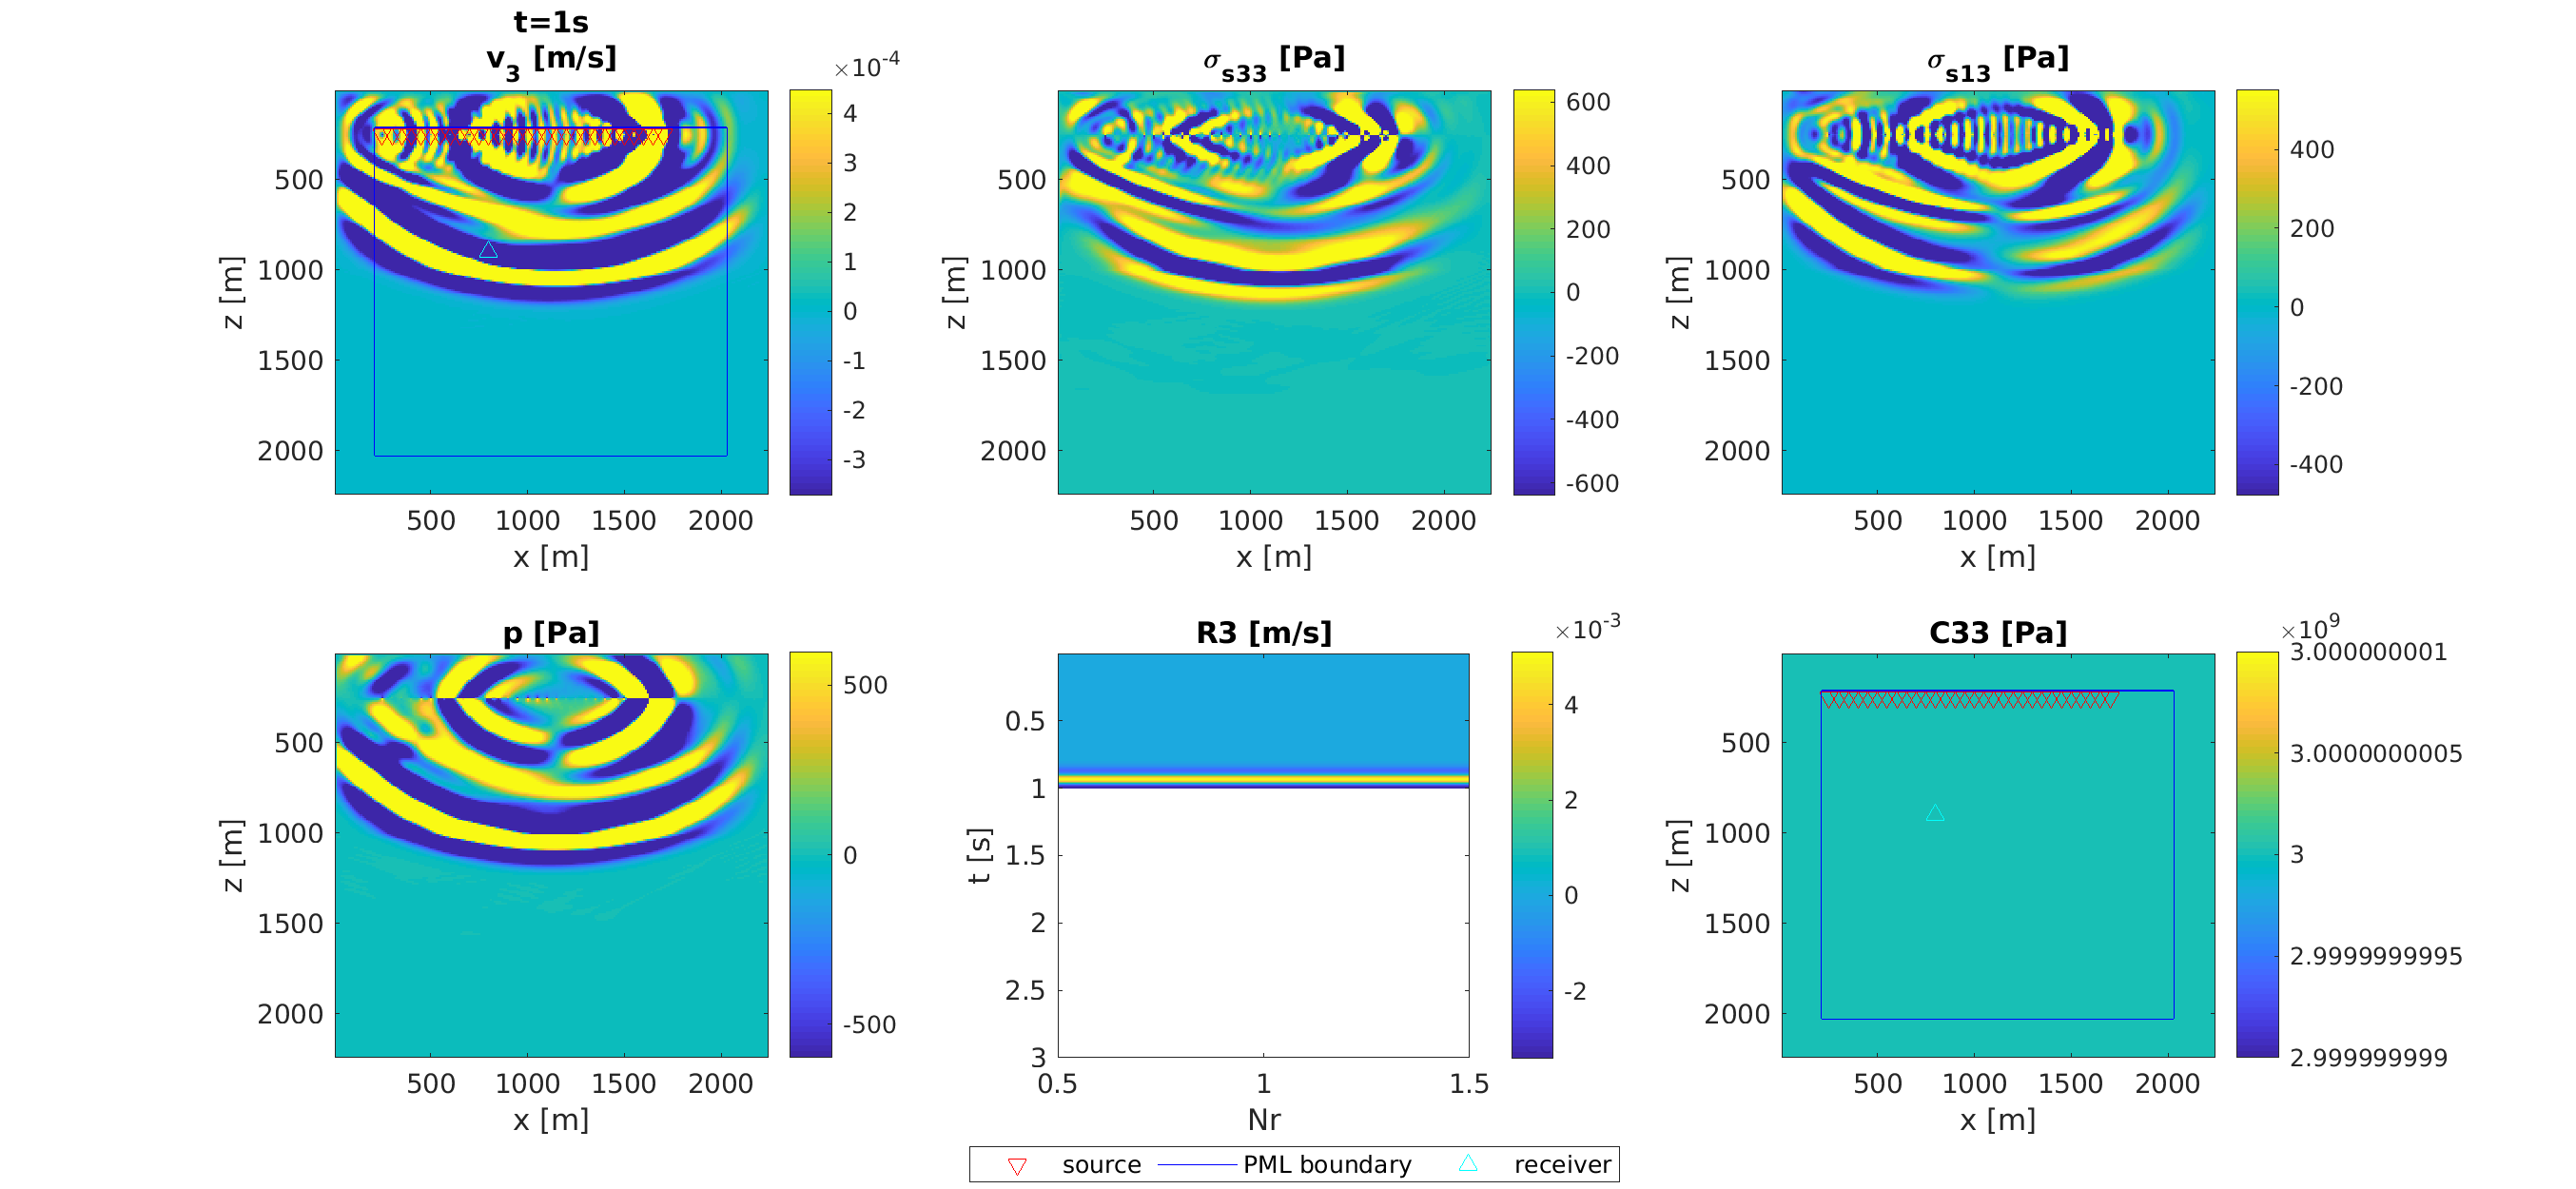 t=1s
v3 [m/s]
×10-4
4
3
2
1
0
-1
-2
-3
500
1000
1500
2000
z [m]
500 1000 1500 2000
x [m]
σs33 [Pa]
600
400
200
0
-200
-400
-600
500
1000
1500
2000
z [m]
500 1000 1500 2000
x [m]
σs13 [Pa]
400
200
0
-200
-400
500
1000
1500
2000
z [m]
500 1000 1500 2000
x [m]
p [Pa]
500
0
-500
500
1000
1500
2000
z [m]
500 1000 1500 2000
x [m]
R3 [m/s]
×10-3
4
2
0
-2
0.5
1
1.5
2
2.5
3
t [s]
0.5 1 1.5
Nr
C33 [Pa]
×109
3.000000001
3.0000000005
3
2.9999999995
2.999999999
500
1000
1500
2000
z [m]
500 1000 1500 2000
x [m]
source PML boundary receiver